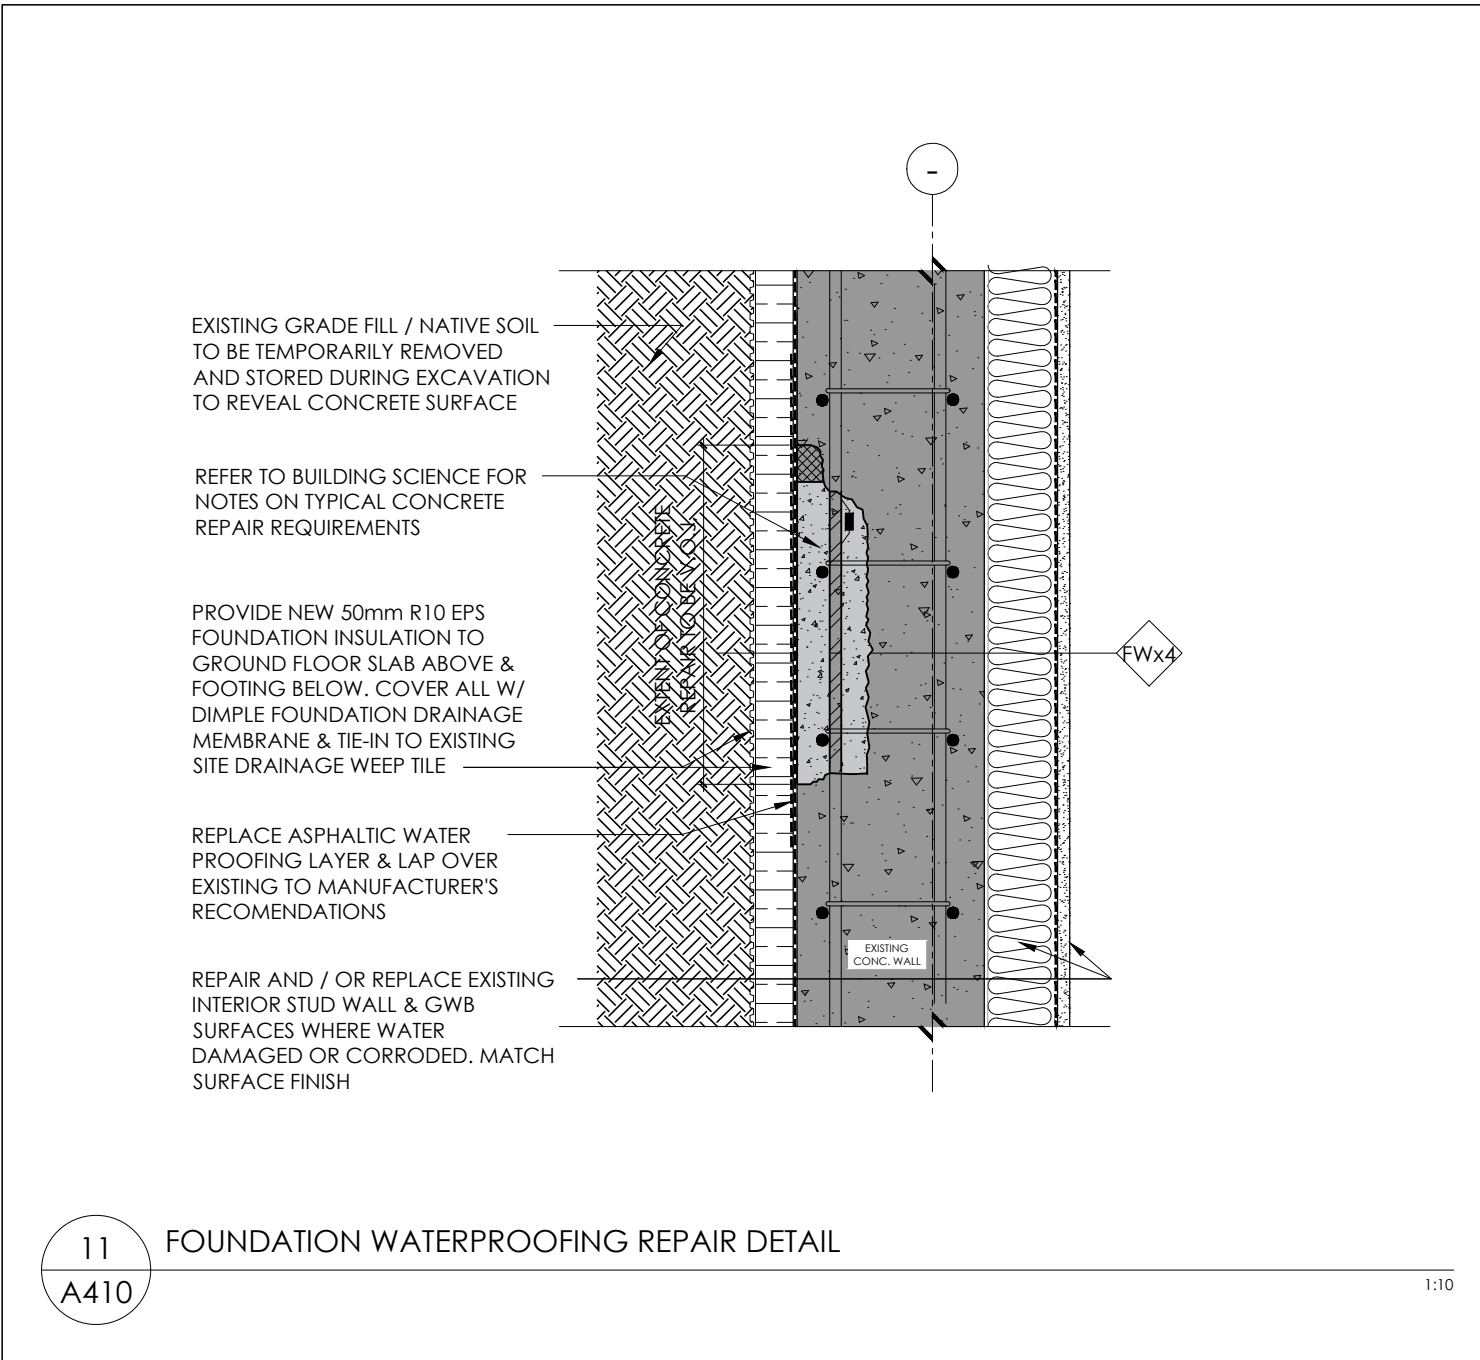 -
EXISTING GRADE FILL / NATIVE SOIL
TO BE TEMPORARILY REMOVED
AND STORED DURING EXCAVATION
TO REVEAL CONCRETE SURFACE
REFER TO BUILDING SCIENCE FOR
NOTES ON TYPICAL CONCRETE
REPAIR REQUIREMENTS
EXTENT OF CONCRETE
REPAIR TO BE V.O.J.
PROVIDE NEW 50mm R10 EPS
FOUNDATION INSULATION TO
GROUND FLOOR SLAB ABOVE &
FOOTING BELOW. COVER ALL W/
DIMPLE FOUNDATION DRAINAGE
MEMBRANE & TIE-IN TO EXISTING
SITE DRAINAGE WEEP TILE
FWx4
REPLACE ASPHALTIC WATER
PROOFING LAYER & LAP OVER
EXISTING TO MANUFACTURER'S
RECOMENDATIONS
EXISTING
CONC. WALL
REPAIR AND / OR REPLACE EXISTING
INTERIOR STUD WALL & GWB
SURFACES WHERE WATER
DAMAGED OR CORRODED. MATCH
SURFACE FINISH
11
A410
FOUNDATION WATERPROOFING REPAIR DETAIL
1:10